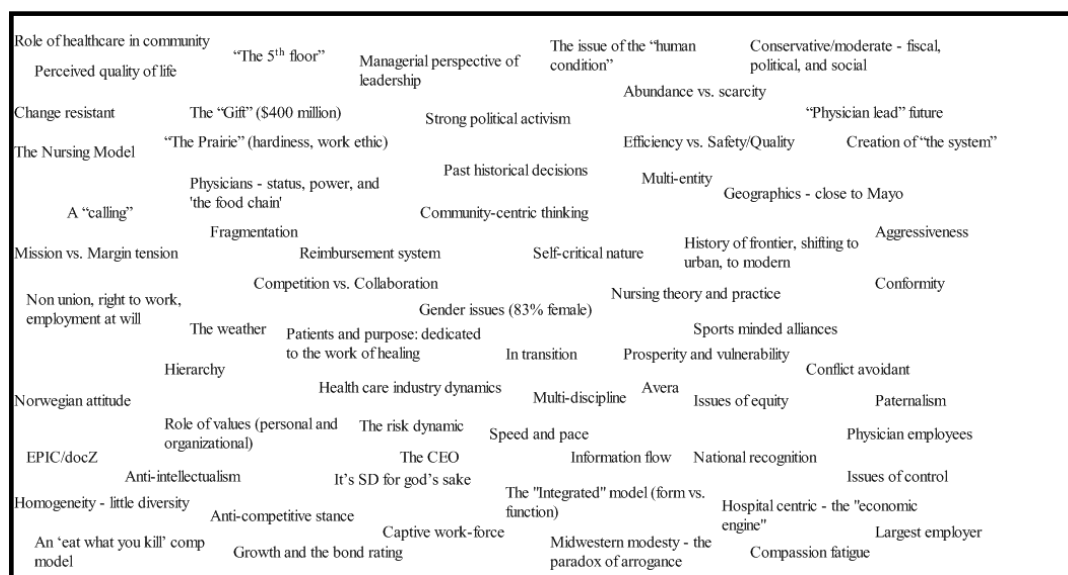 Role of healthcare in community
“The 5th floor”
Managerial perspective of
leadership
The issue of the “human
condition”
Conservative/moderate - fiscal,
political, and social
Perceived quality of life
Abundance vs. scarcity
Change resistant
The “Gift” ($400 million)
Strong political activism
“Physician lead” future
The Nursing Model
“The Prairie” (hardiness, work ethic)
Efficiency vs. Safety/Quality
Creation of “the system”
Past historical decisions
Multi-entity
Physicians - status, power, and
'the food chain'
Geographics - close to Mayo
A “calling”
Community-centric thinking
Fragmentation
Aggressiveness
Mission vs. Margin tension
Reimbursement system
Self-critical nature
History of frontier, shifting to
urban, to modern
Competition vs. Collaboration
Conformity
Non union, right to work,
employment at will
Nursing theory and practice
Gender issues (83% female)
The weather
Patients and purpose: dedicated
to the work of healing
Sports minded alliances
In transition
Prosperity and vulnerability
Hierarchy
Conflict avoidant
Health care industry dynamics
Multi-discipline
Avera
Norwegian attitude
Issues of equity
Paternalism
Role of values (personal and
organizational)
The risk dynamic
Speed and pace
Physician employees
EPIC/docZ
The CEO
Information flow
National recognition
Anti-intellectualism
It’s SD for god’s sake
Issues of control
Homogeneity - little diversity
The "Integrated" model (form vs.
function)
Hospital centric - the "economic
engine"
Anti-competitive stance
Captive work-force
Largest employer
An ‘eat what you kill’ comp
model
Growth and the bond rating
Midwestern modesty - the
paradox of arrogance
Compassion fatigue